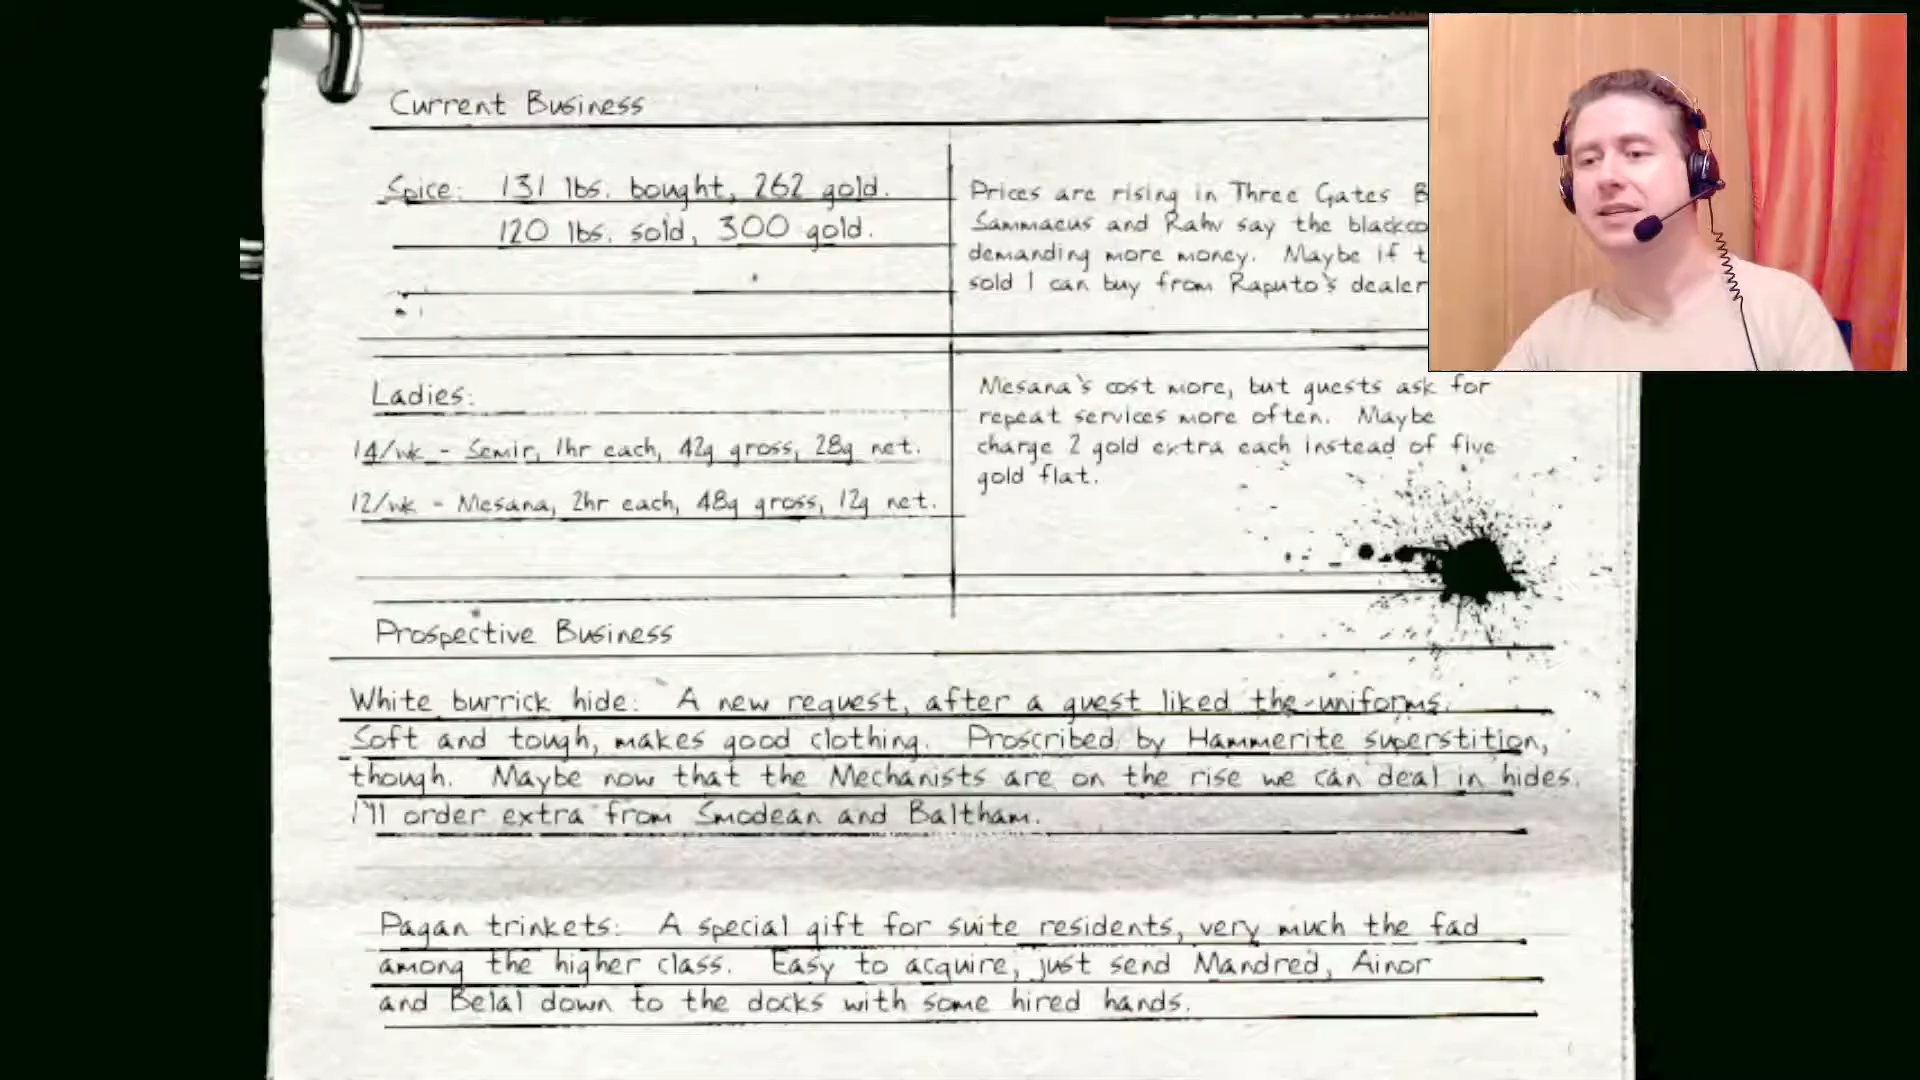 Current Business
Spice: 131 lbs. bought, 262 gold.
120 lbs. sold, 300 gold.
Prices are rising in Three Gates
Sammacus and Rahv say the
demanding more money. Maybe if
sold I can buy from Raputo's dealer
Ladies:
14/wk - Semir, 1hr each, 42g gross, 28g net.
12/wk - Mesana, 2hr each, 48g gross, 12g net.
Mesana's cost more, but guests ask for
repeat services more often. Maybe
charge 2 gold extra each instead of five
gold flat.
Prospective Business
White burrick hide: A new request, after a guest liked the uniforms.
Soft and tough, makes good clothing. Proscribed by Hammerite superstition,
though. Maybe now that the Mechanists are on the rise we can deal in hides.
I'll order extra from Smodean and Baltham.
Pagan trinkets: A special gift for suite residents, very much the fad
among the higher class. Easy to acquire, just send Mandred, Ainor
and Belal down to the docks with some hired hands.